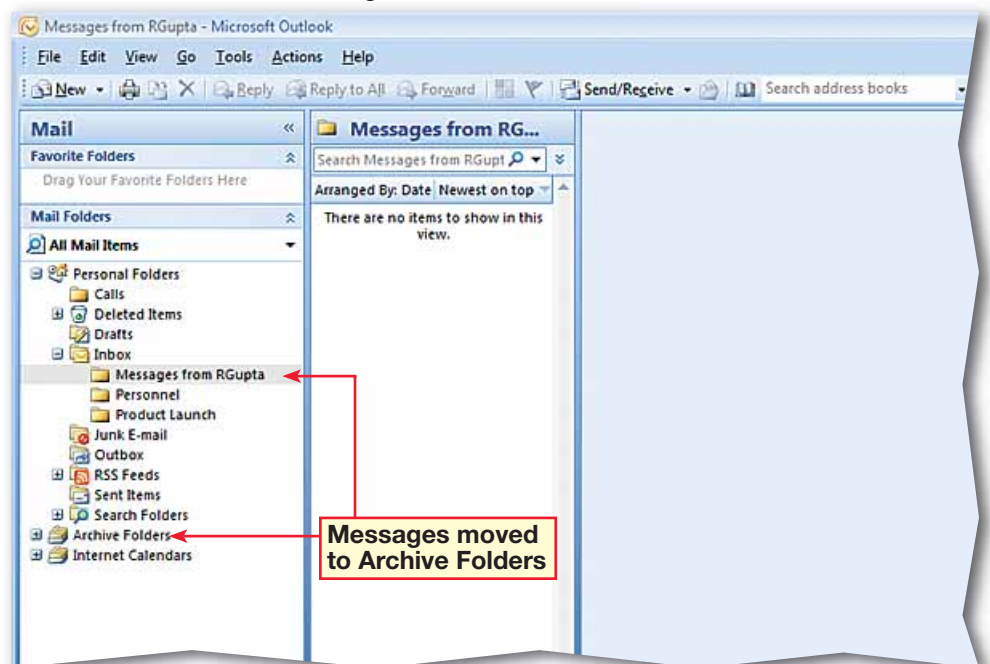 Messages from RGupta - Microsoft Outlook
File Edit View Go Tools Actions Help
New Reply Reply to All Forward Send/Receive Search address books
Mail «
Favorite Folders
Drag Your Favorite Folders Here
Mail Folders
All Mail Items
Personal Folders
Calls
Deleted Items
Drafts
Inbox
Messages from RGupta
Personnel
Product Launch
Junk E-mail
Outbox
RSS Feeds
Sent Items
Search Folders
Archive Folders
Internet Calendars
Messages from RG...
Search Messages from RGupt
Arranged By: Date Newest on top
There are no items to show in this
view.
Messages moved
to Archive Folders